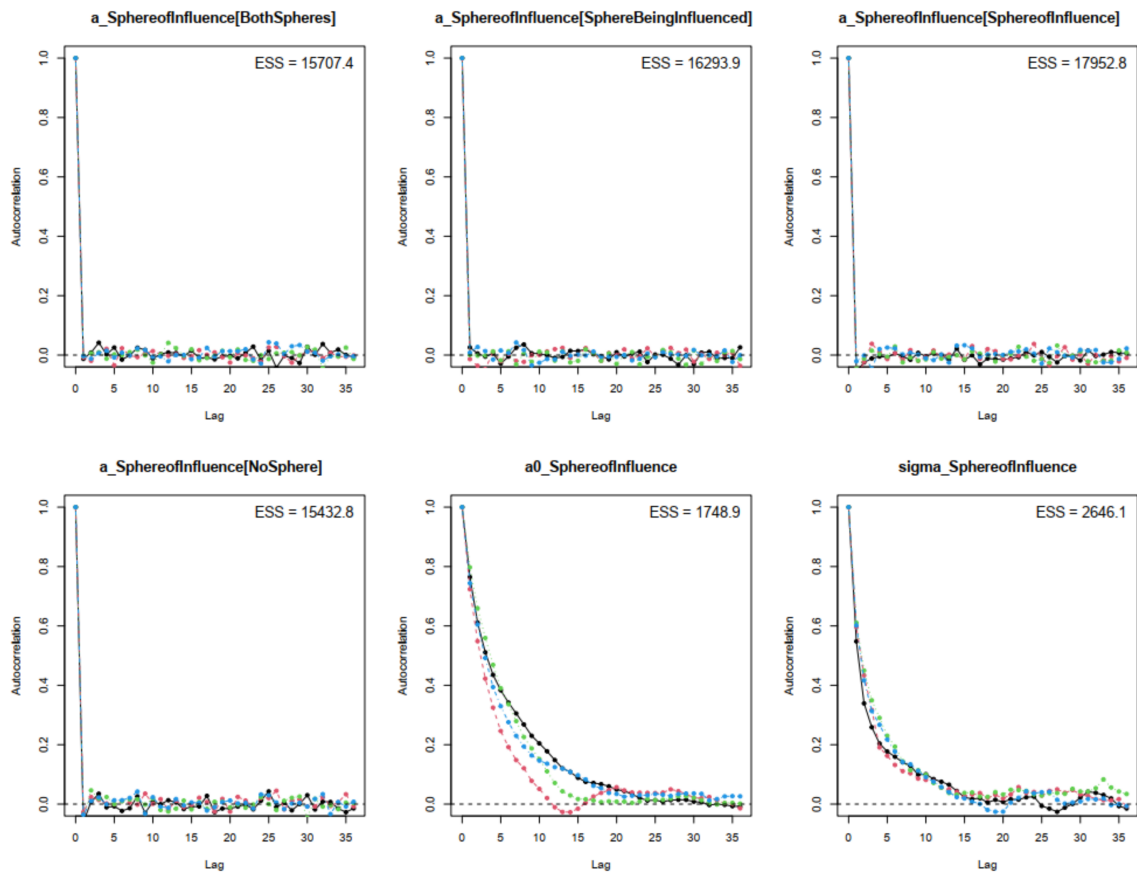 a_SphereofInfluence[BothSpheres]
ESS = 15707.4
Autocorrelation
1.0
0.8
0.6
0.4
0.2
0.0
0 5 10 15 20 25 30 35
Lag
a_SphereofInfluence[SphereBeingInfluenced]
ESS = 16293.9
Autocorrelation
1.0
0.8
0.6
0.4
0.2
0.0
0 5 10 15 20 25 30 35
Lag
a_SphereofInfluence[SphereofInfluence]
ESS = 17952.8
Autocorrelation
1.0
0.8
0.6
0.4
0.2
0.0
0 5 10 15 20 25 30 35
Lag
a_SphereofInfluence[NoSphere]
ESS = 15432.8
Autocorrelation
1.0
0.8
0.6
0.4
0.2
0.0
0 5 10 15 20 25 30 35
Lag
a0_SphereofInfluence
ESS = 1748.9
Autocorrelation
1.0
0.8
0.6
0.4
0.2
0.0
0 5 10 15 20 25 30 35
Lag
sigma_SphereofInfluence
ESS = 2646.1
Autocorrelation
1.0
0.8
0.6
0.4
0.2
0.0
0 5 10 15 20 25 30 35
Lag